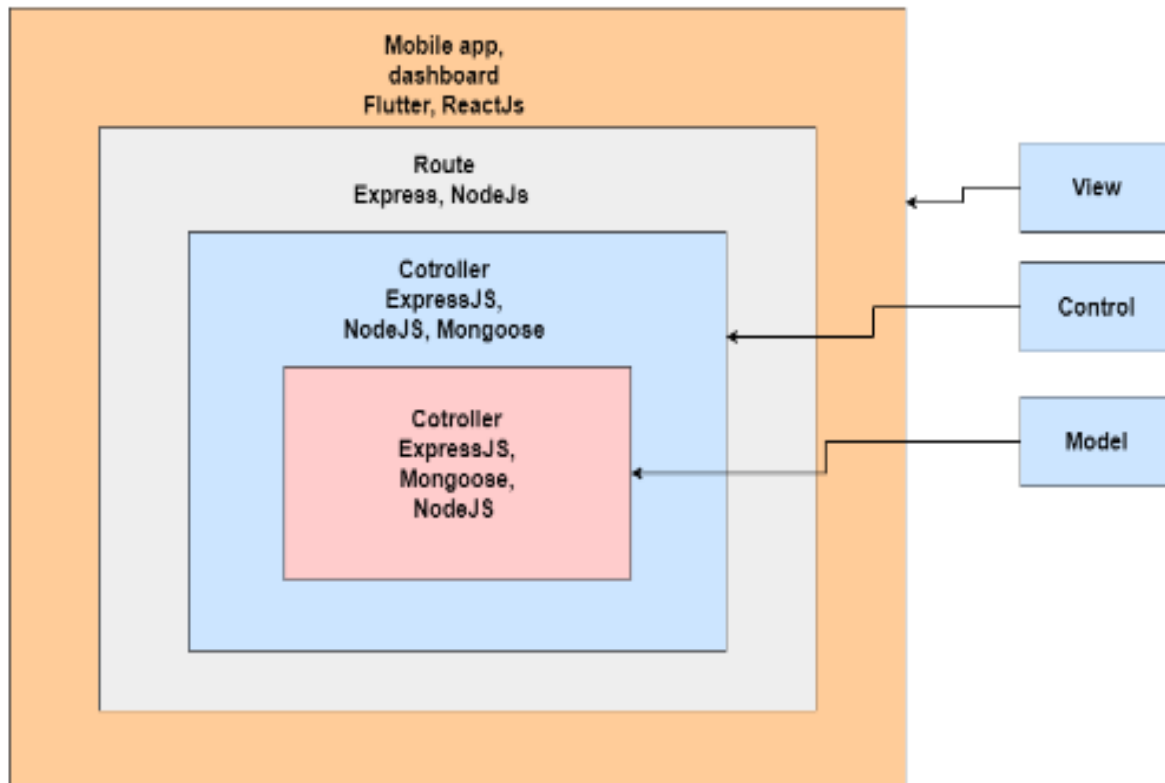 Mobile app,
dashboard
Flutter, ReactJs
Route
Express, NodeJs
Cotroller
ExpressJS,
NodeJS, Mongoose
Cotroller
ExpressJS,
Mongoose,
NodeJS
View
Control
Model